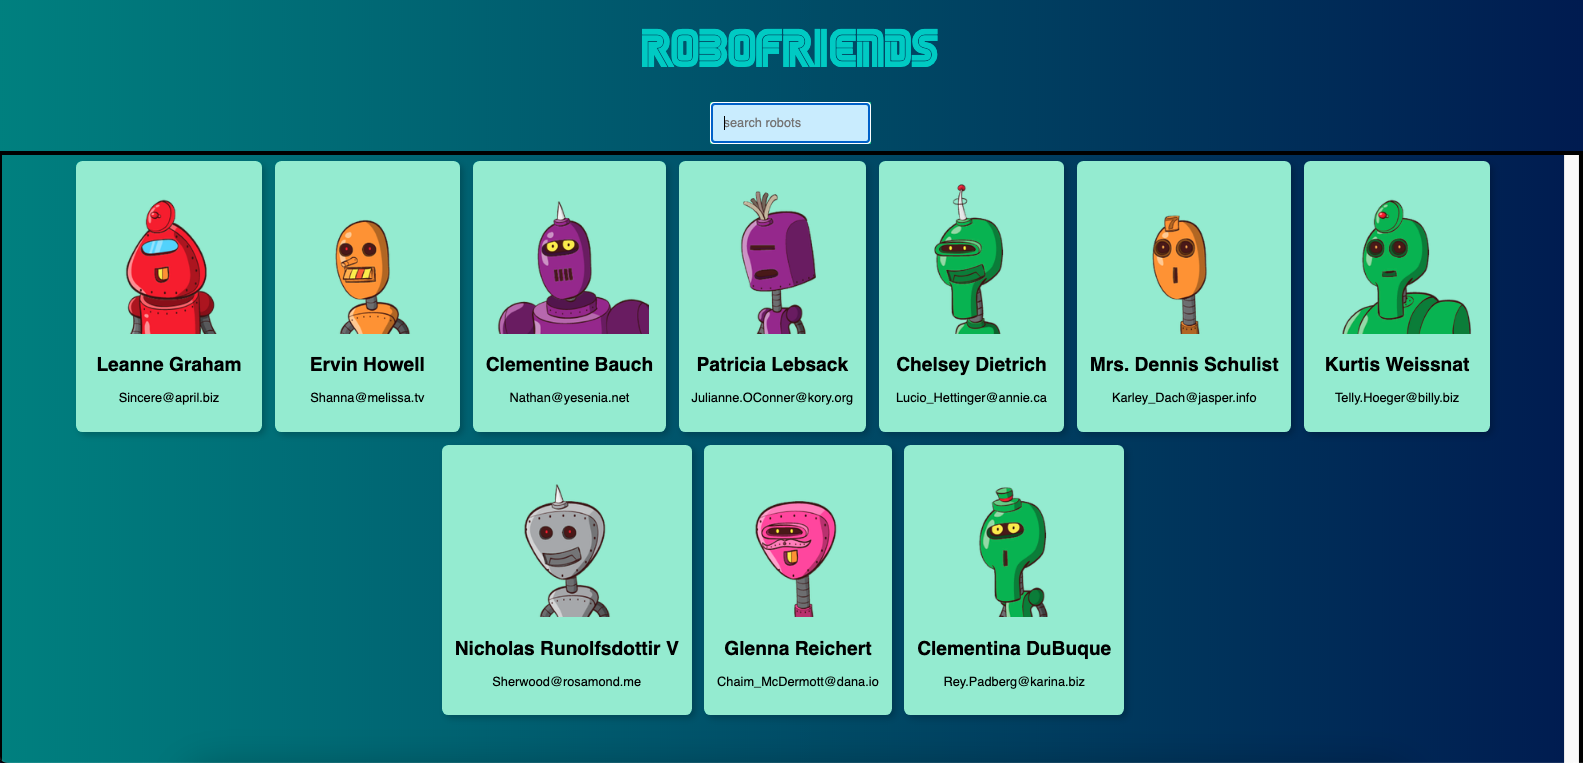 ROBOFRIENDS
search robots
Leanne Graham
Sincere@april.biz
Ervin Howell
Shanna@melissa.tv
Clementine Bauch
Nathan@yesenia.net
Patricia Lebsack
Julianne.OConner@kory.org
Chelsey Dietrich
Lucio_Hettinger@annie.ca
Mrs. Dennis Schulist
Karley_Dach@jasper.info
Kurtis Weissnat
Telly.Hoeger@billy.biz
Nicholas Runolfsdottir V
Sherwood@rosamond.me
Glenna Reichert
Chaim_McDermott@dana.io
Clementina DuBuque
Rey.Padberg@karina.biz